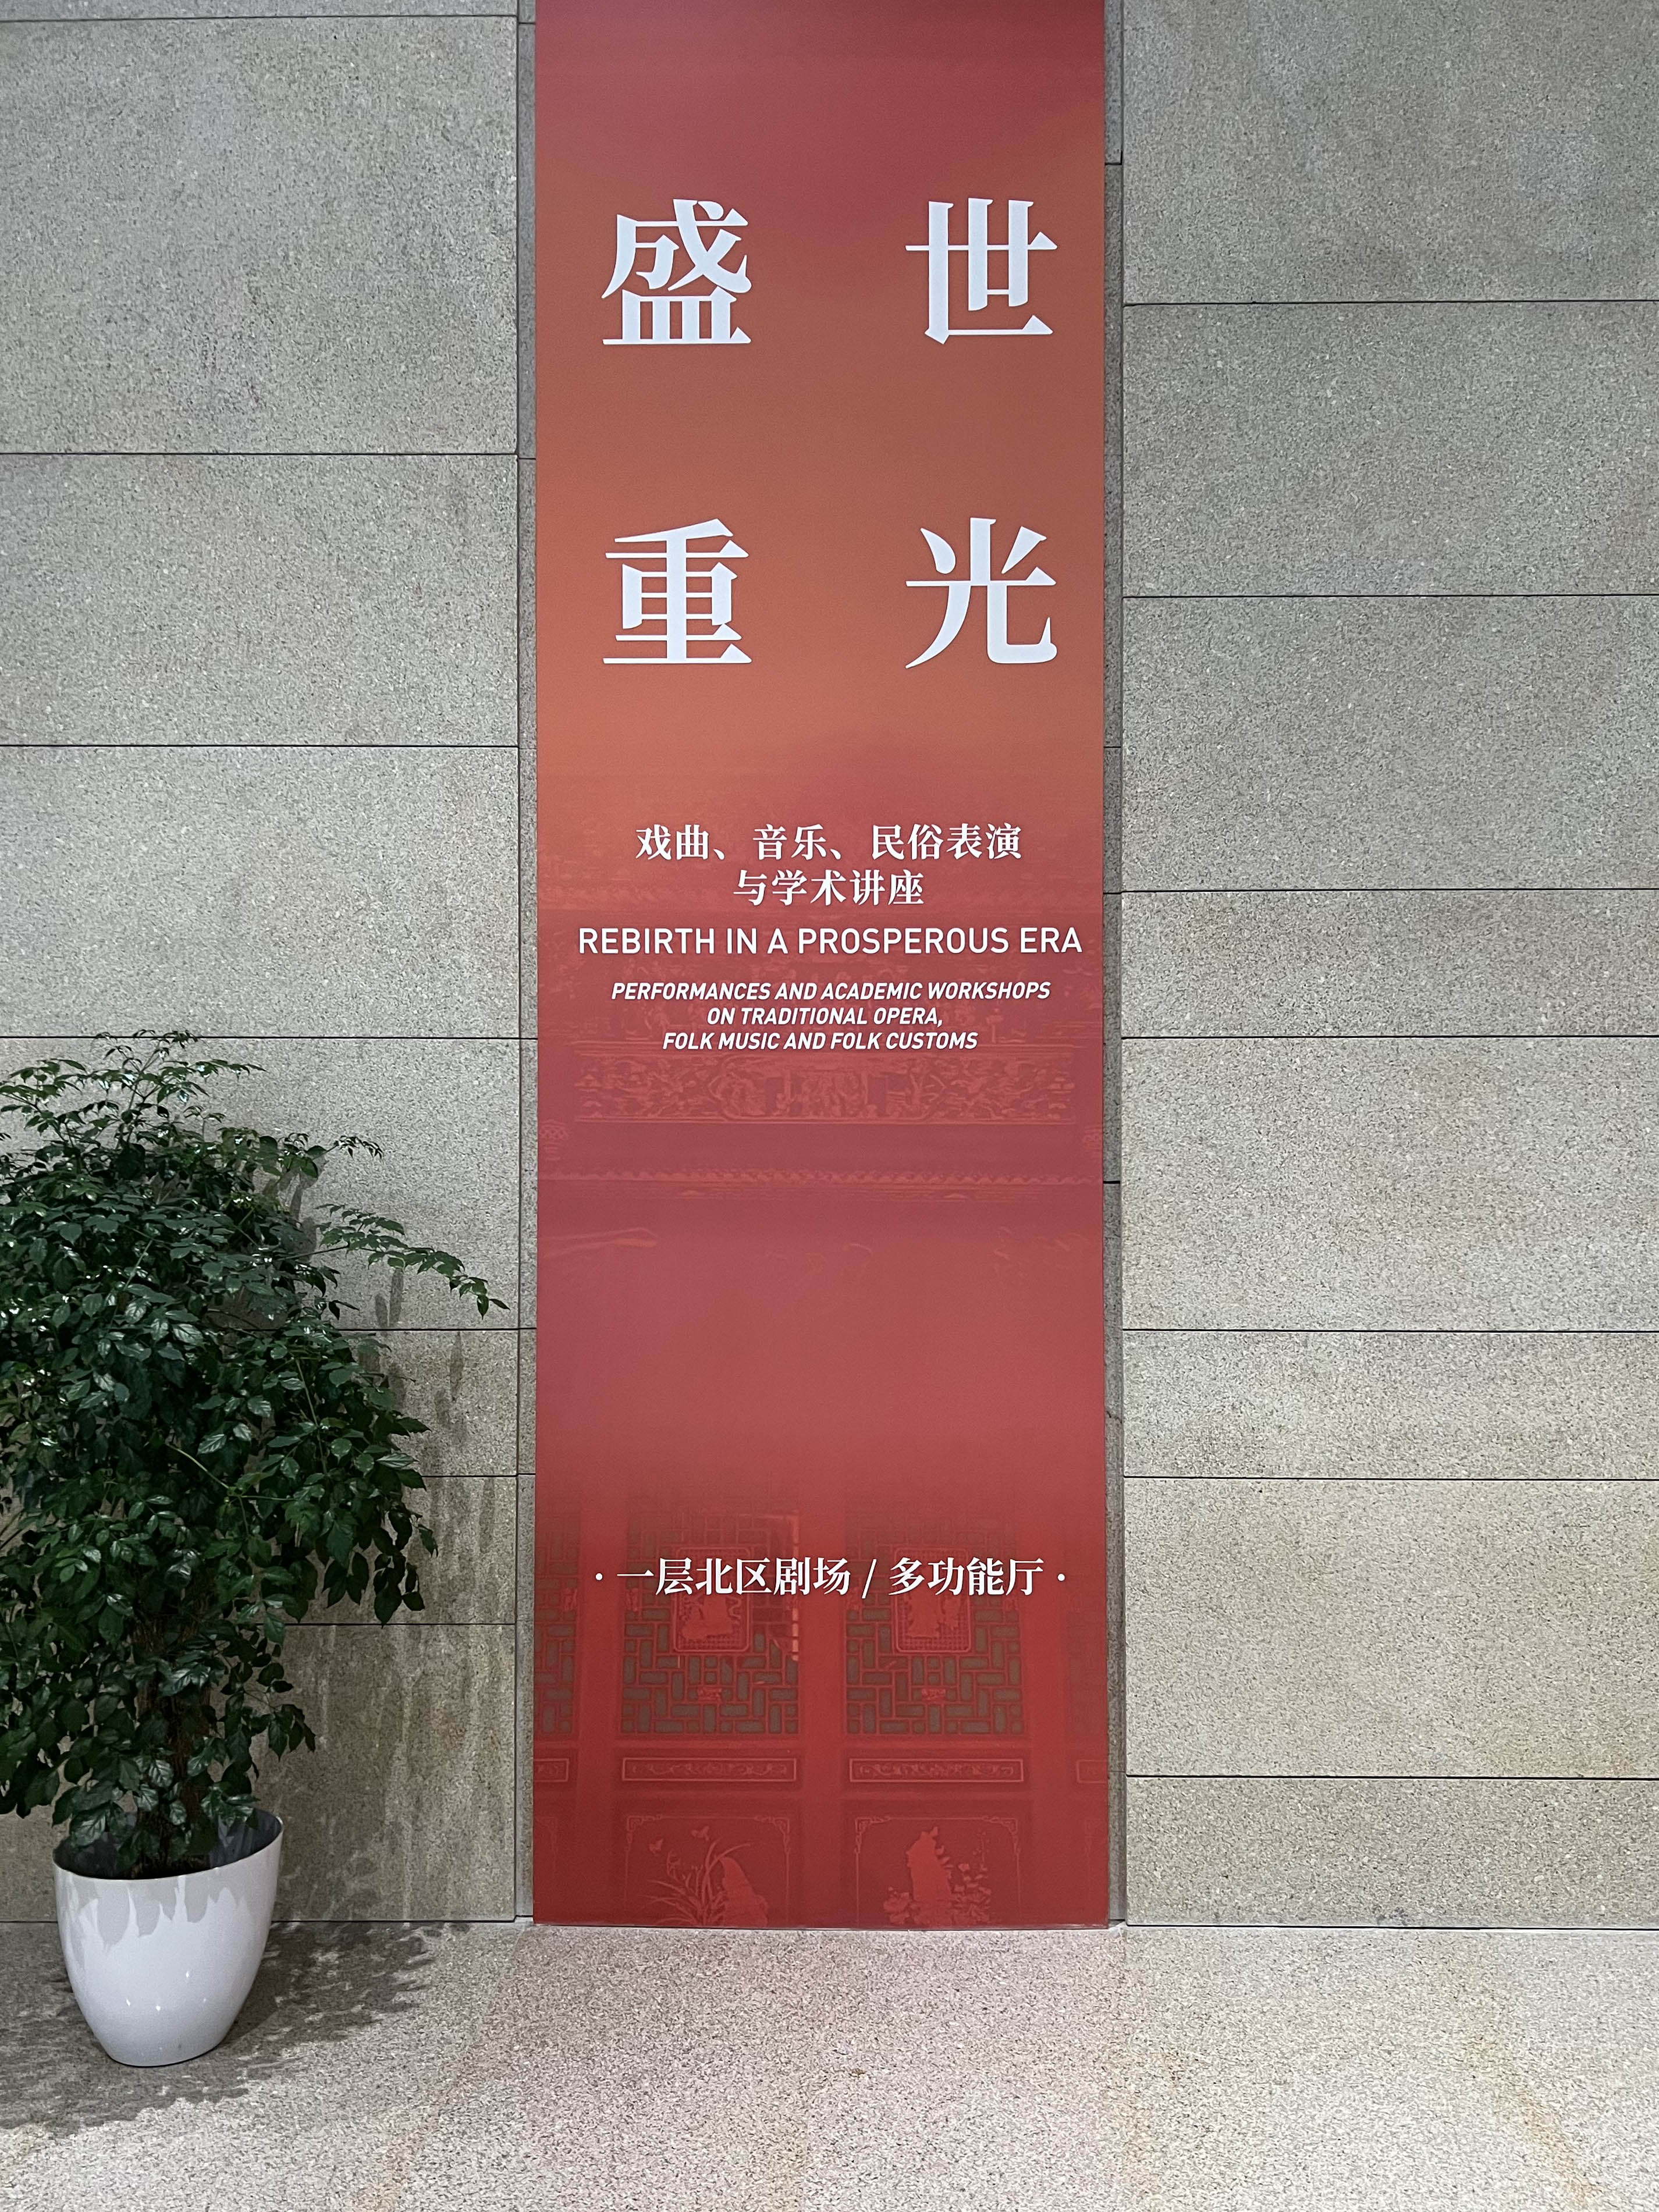 盛世
重光
戏曲、音乐、民俗表演
与学术讲座
REBIRTH IN A PROSPEROUS ERA
PERFORMANCES AND ACADEMIC WORKSHOPS
ON TRADITIONAL OPERA,
FOLK MUSIC AND FOLK CUSTOMS
·一层北区剧场 / 多功能厅·